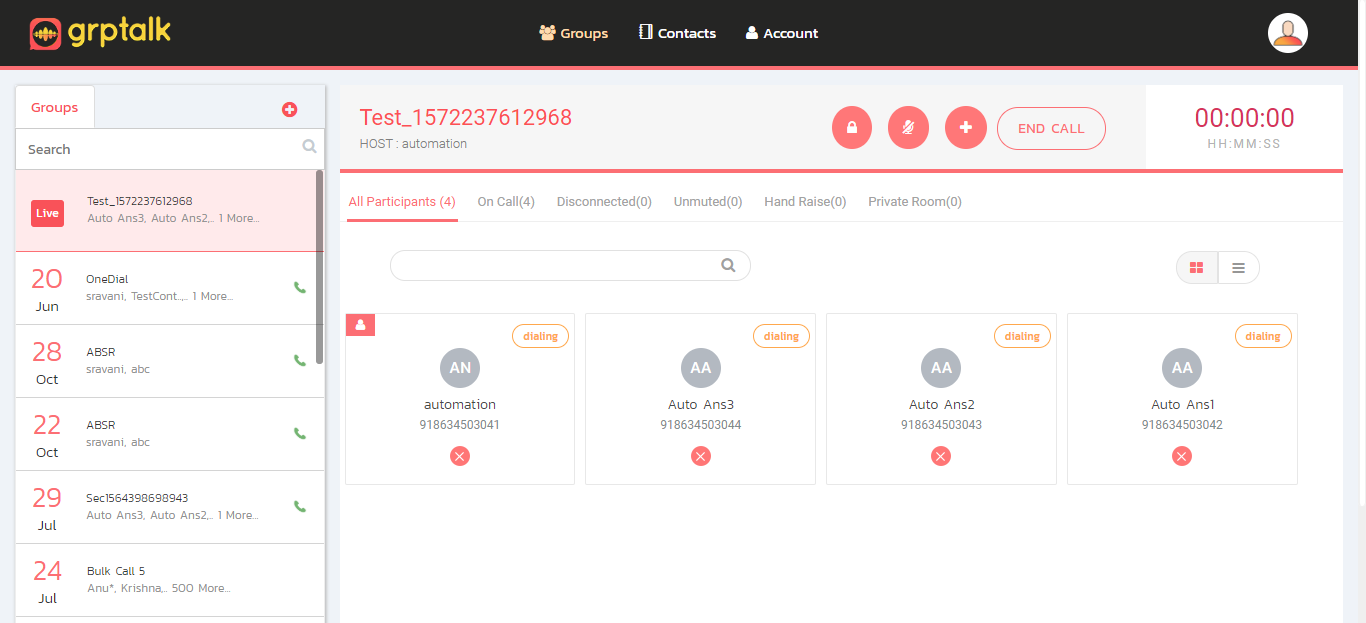 grptalk
Groups
Contacts
Account
Groups
Search
Live
Test_1572237612968
Auto Ans3, Auto Ans2,.. 1 More...
20
Jun
OneDial
sravani, TestCont..,.. 1 More...
28
Oct
ABSR
sravani, abc
22
Oct
ABSR
sravani, abc
29
Jul
Sec1564398698943
Auto Ans3, Auto Ans2,.. 1 More...
24
Jul
Bulk Call 5
Anu*, Krishna,.. 500 More...
Test_1572237612968
HOST : automation
END CALL
00:00:00
HH:MM:SS
All Participants (4)
On Call(4)
Disconnected(0)
Unmuted(0)
Hand Raise(0)
Private Room(0)
dialing
AN
automation
918634503041
dialing
AA
Auto Ans3
918634503044
dialing
AA
Auto Ans2
918634503043
dialing
AA
Auto Ans1
918634503042